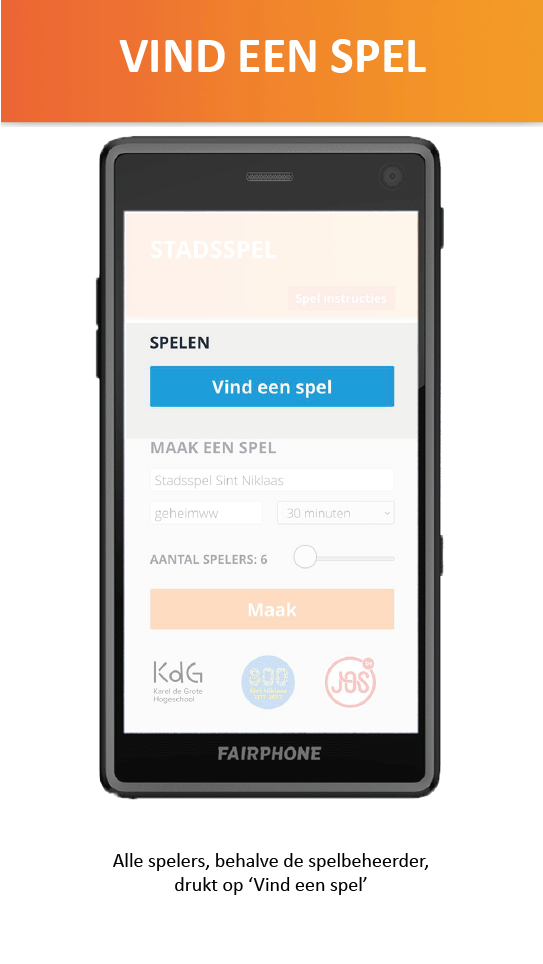 VIND EEN SPEL
STADSSPEL
Spel instructies
SPELEN
Vind een spel
MAAK EEN SPEL
Stadsspel Sint Niklaas
geheimww
30 minuten
AANTAL SPELERS: 6
Maak
KdG
Karel de Grote
Hogeschool
800
JOS
FAIRPHONE
Alle spelers, behalve de spelbeheerder,
drukt op ‘Vind een spel’